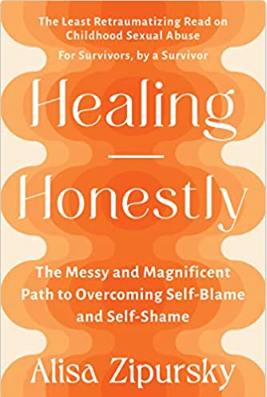 The Least Retraumatizing Read on
Childhood Sexual Abuse
For Survivors, by a Survivor
Healing
Honestly
The Messy and Magnificent
Path to Overcoming Self-Blame
and Self-Shame
Alisa Zipursky